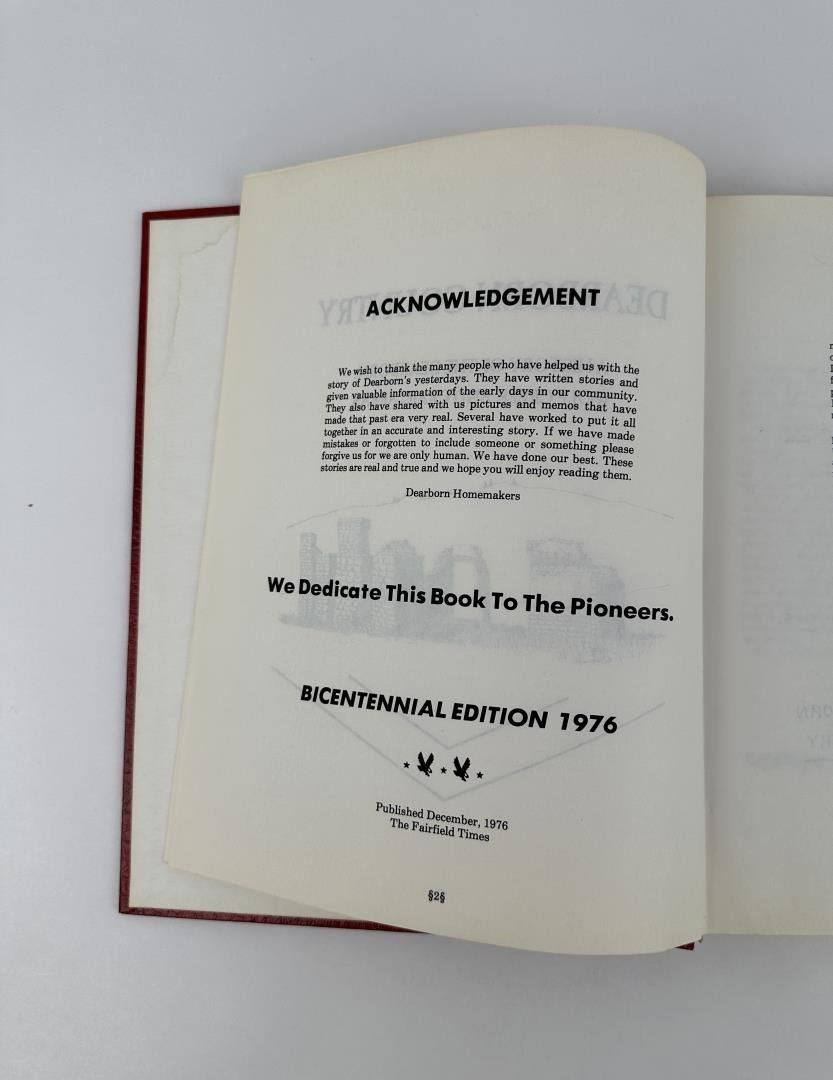 ACKNOWLEDGEMENT
We wish to thank the many people who have helped us with the
story of Dearborn's yesterdays. They have written stories and
given valuable information of the early days in our community.
They also have shared with us pictures and memos that have
made that past era very real. Several have worked to put it all
together in an accurate and interesting story. If we have made
mistakes or forgotten to include someone or something please
forgive us for we are only human. We have done our best. These
stories are real and true and we hope you will enjoy reading them.
Dearborn Homemakers
We Dedicate This Book To The Pioneers.
BICENTENNIAL EDITION 1976
Published December, 1976
The Fairfield Times
§2§